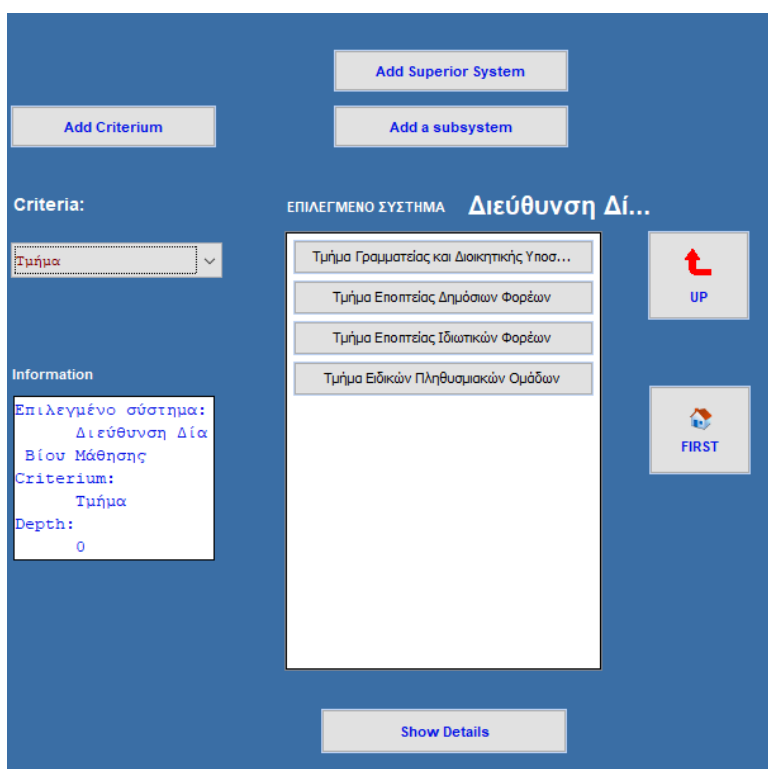 Add Superior System
Add Criterium
Add a subsystem
Criteria:
ΕΠΙΛΕΓΜΕΝΟ ΣΥΣΤΗΜΑ Διεύθυνση Δί...
Τμήμα
Τμήμα Γραμματείας και Διοικητικής Υποσ...
Τμήμα Εποπτείας Δημόσιων Φορέων
Τμήμα Εποπτείας Ιδιωτικών Φορέων
Τμήμα Ειδικών Πληθυσμιακών Ομάδων
UP
FIRST
Information
Επιλεγμένο σύστημα:
Διεύθυνση Δία
Βίου Μάθησης
Criterium:
Τμήμα
Depth:
0
Show Details